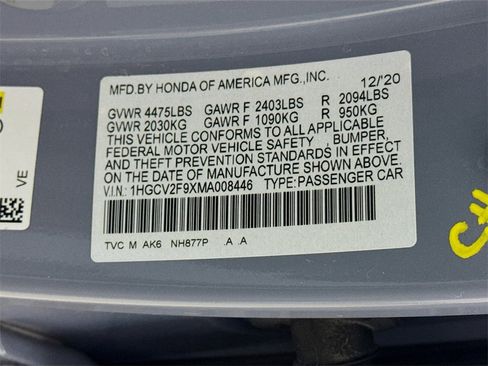 MFD.BY HONDA OF AMERICA MFG.,INC. 12/20
GVWR 4475LBS GAWR F 2403LBS R 2094LBS
GVWR 2030KG GAWR F 1090KG R 950KG
THIS VEHICLE CONFORMS TO ALL APPLICABLE
FEDERAL MOTOR VEHICLE SAFETY , BUMPER,
AND THEFT PREVENTION STANDARDS IN EFFECT
ON THE DATE OF MANUFACTURE SHOWN ABOVE.
V.I.N: 1HGCV2F9XMA008446 TYPE:PASSENGER CAR
TVC M AK6 NH877P .A .A
VE